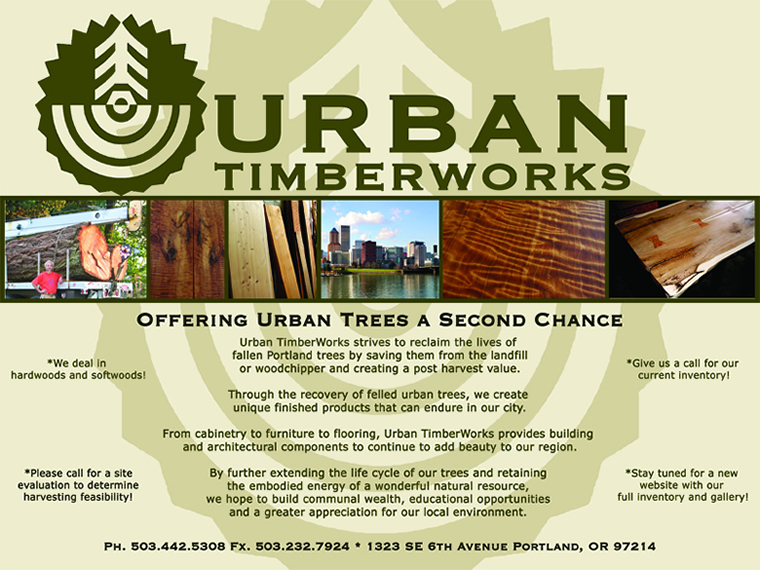 URBAN
TIMBERWORKS
Offering Urban Trees a Second Chance
Urban TimberWorks strives to reclaim the lives of
fallen Portland trees by saving them from the landfill
or woodchipper and creating a post harvest value.
*We deal in
hardwoods and softwoods!
*Give us a call for our
current inventory!
Through the recovery of felled urban trees, we create
unique finished products that can endure in our city.
From cabinetry to furniture to flooring, Urban TimberWorks provides building
and architectural components to continue to add beauty to our region.
*Please call for a site
evaluation to determine
harvesting feasibility!
By further extending the life cycle of our trees and retaining
the embodied energy of a wonderful natural resource,
we hope to build communal wealth, educational opportunities
and a greater appreciation for our local environment.
*Stay tuned for a new
website with our
full inventory and gallery!
Ph. 503.442.5308 Fx. 503.232.7924 * 1323 SE 6th Avenue Portland, OR 97214